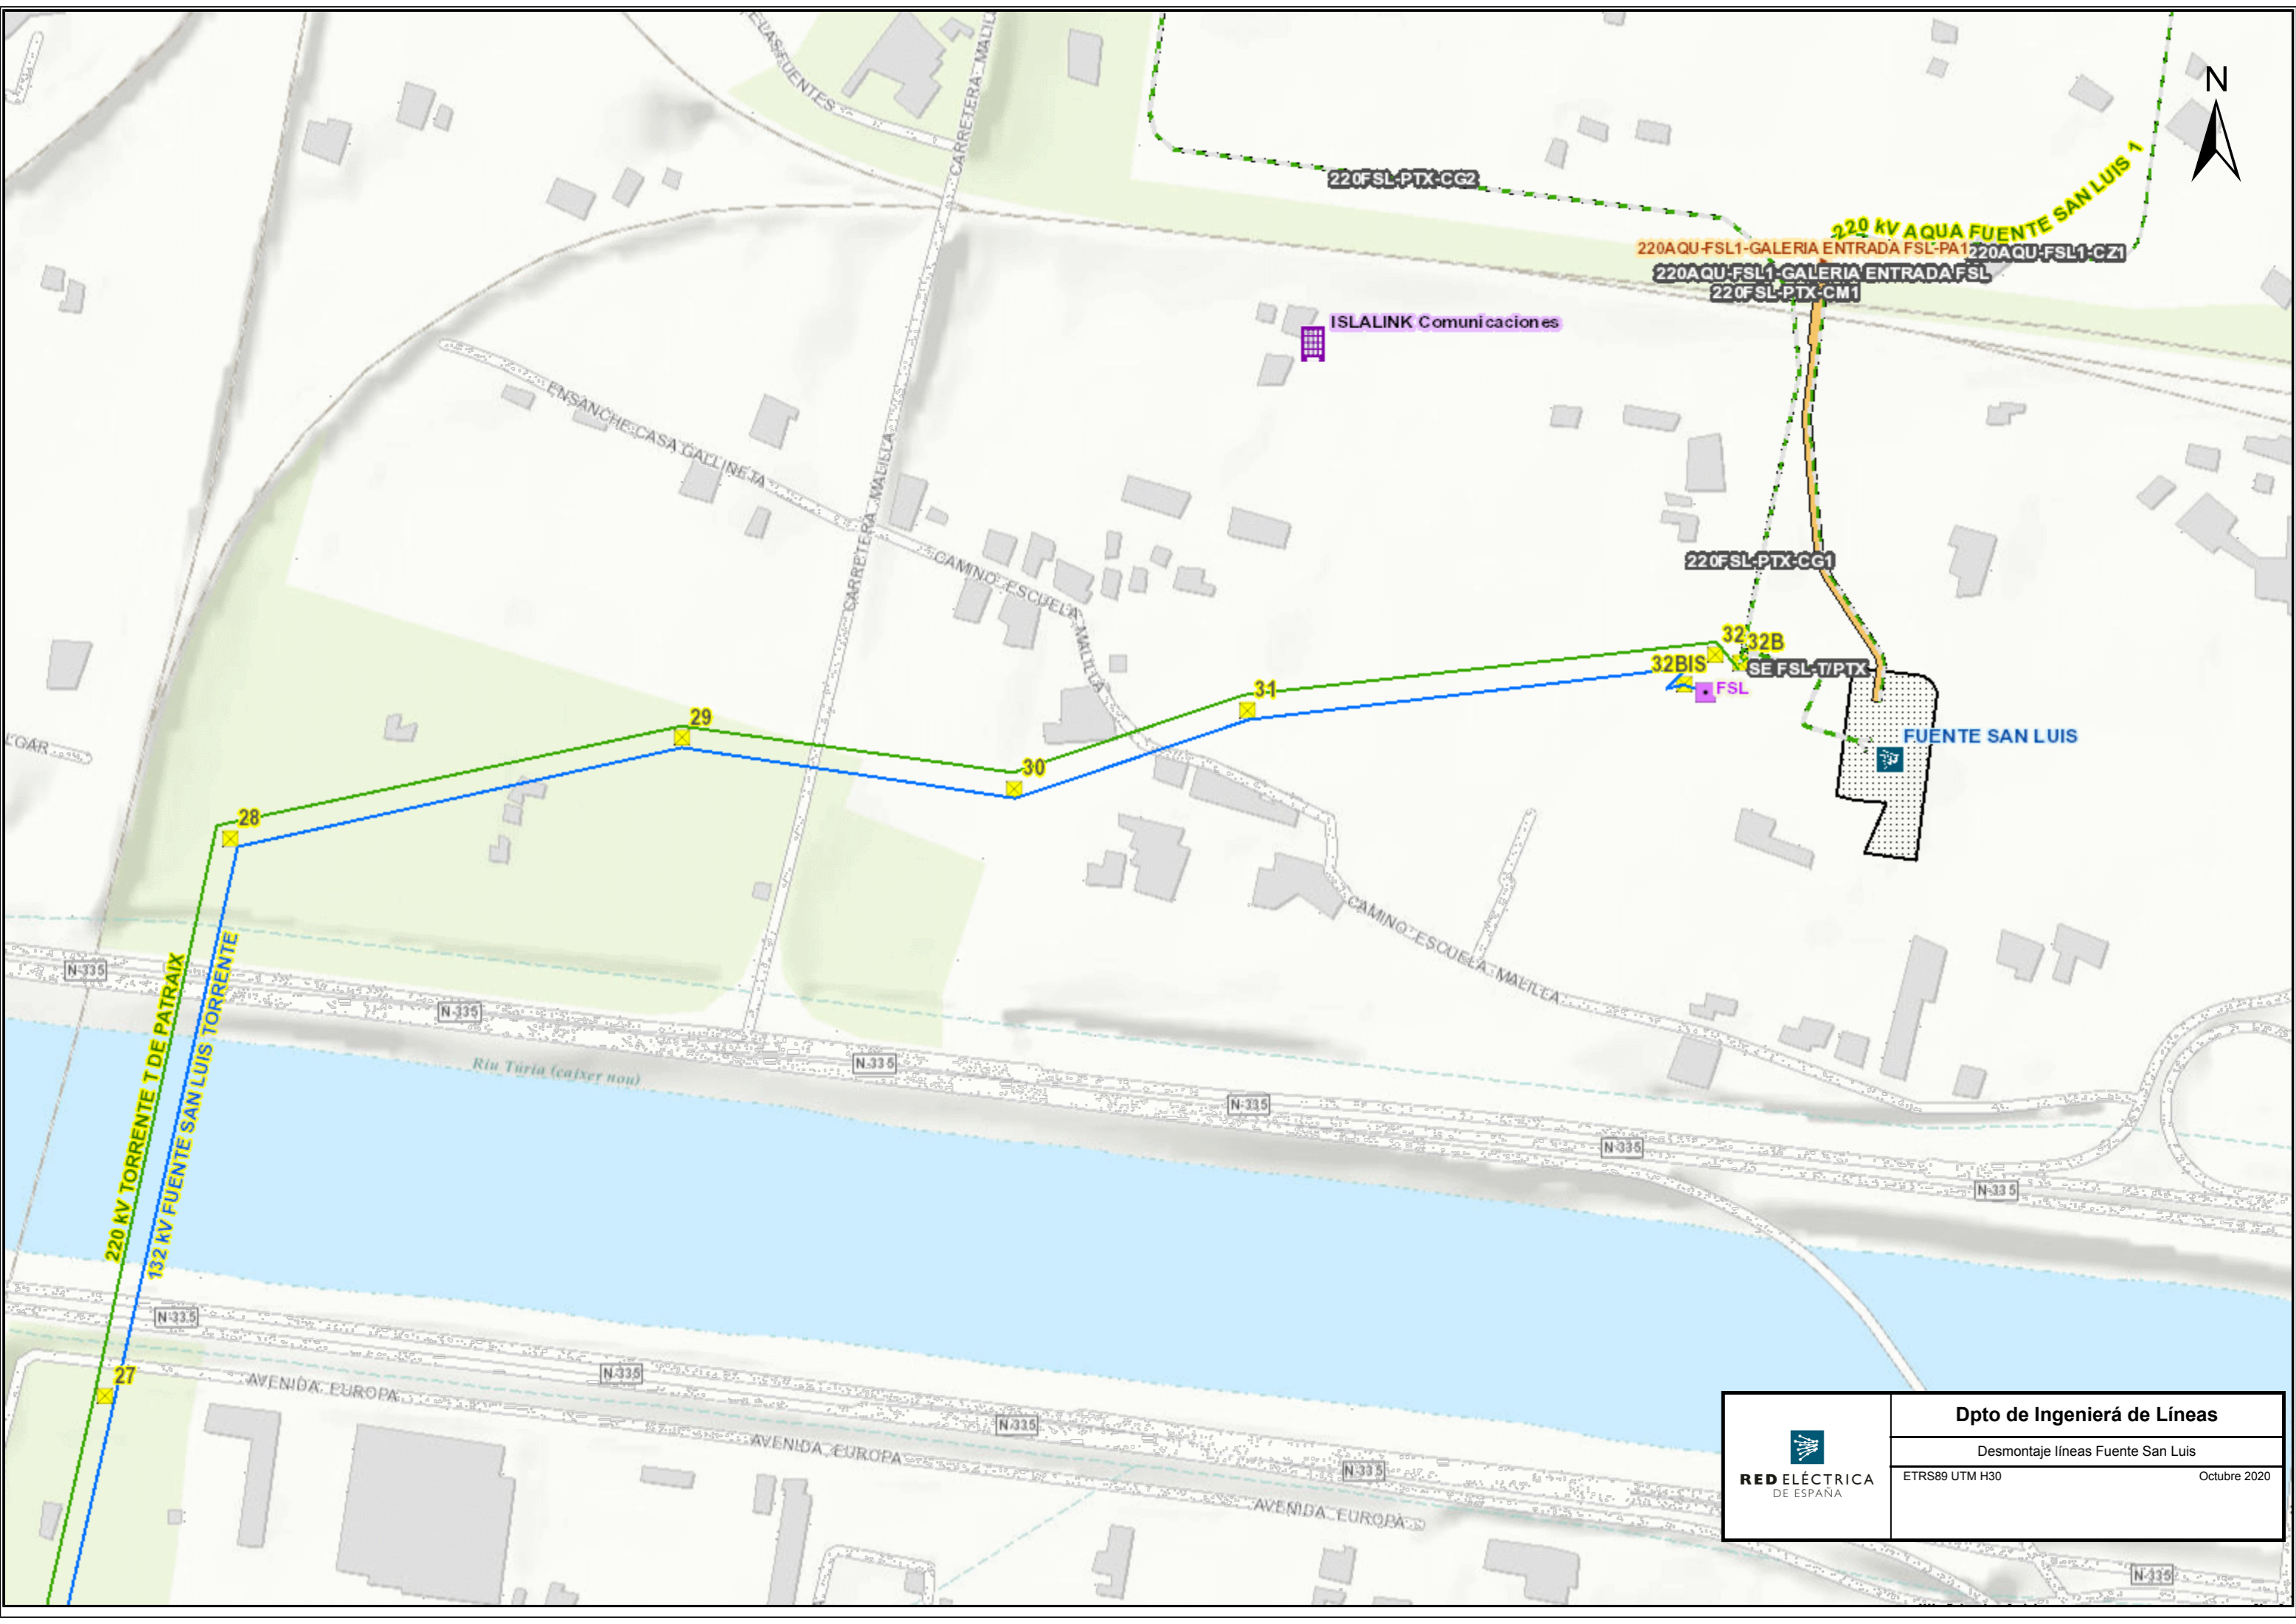 E LAS FUENTES
CARRETERA MALIL
N
220FSL-PTX-CG2
220 kV AQUA FUENTE SAN LUIS 1
220AQU-FSL1-GALERIA ENTRADA FSL-PA1
220AQU-FSL1-CZ1
220AQU-FSL1-GALERIA ENTRADA FSL
220FSL-PTX-CM1
ISLALINK Comunicaciones
ENSANCHE CASA GALLINETA
CARRETERA MALILLA
CAMINO ESCUELA MALILLA
220FSL-PTX-CG1
32
32B
32BIS
SE FSL-T/PTX
FSL
31
29
FUENTE SAN LUIS
LGAR
30
28
CAMINO ESCUELA MALILLA
220 kV TORRENTE T DE PATRAIX
132 kV FUENTE SAN LUIS TORRENTE
N-335
N-335
N-335
Riu Túria (caixer nou)
N-335
N-335
N-335
N-335
27
AVENIDA EUROPA
N-335
N-335
AVENIDA EUROPA
N-335
AVENIDA EUROPA
N-335
RED ELÉCTRICA
DE ESPAÑA
Dpto de Ingenierá de Líneas
Desmontaje líneas Fuente San Luis
ETRS89 UTM H30
Octubre 2020